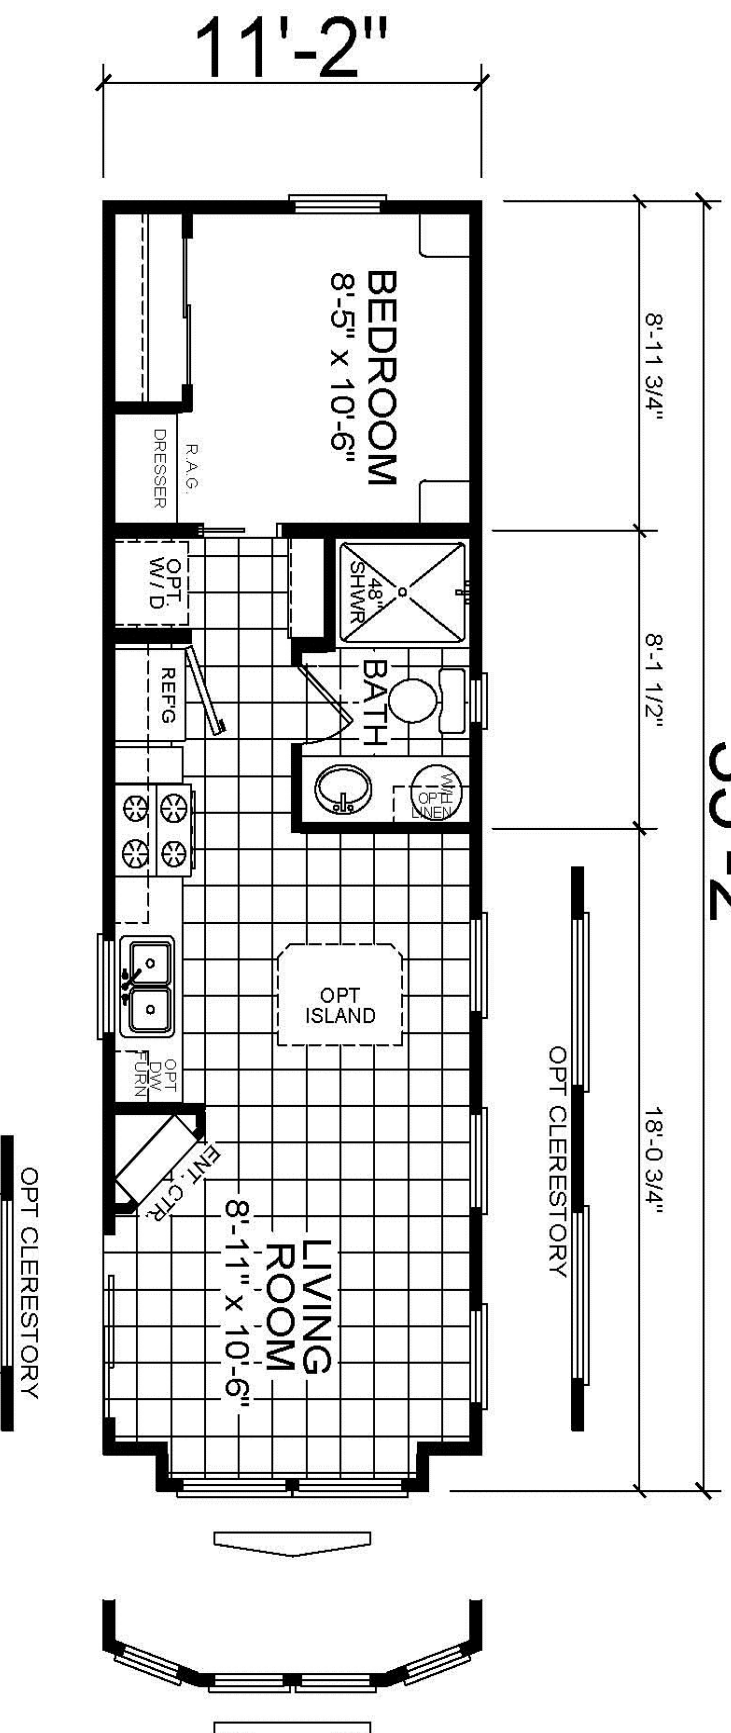 11'-2"
BEDROOM
8'-5" x 10'-6"
8'-11 3/4"
R.A.G.
DRESSER
OPT.
W/D
48"
SHWR
REF'G
BATH
8'-1 1/2"
W/H
OPT
LINEN
OPT
ISLAND
OPT
DW
FURN
ENT. CTR.
LIVING
ROOM
8'-11" x 10'-6"
OPT CLERESTORY
18'-0 3/4"
OPT CLERESTORY